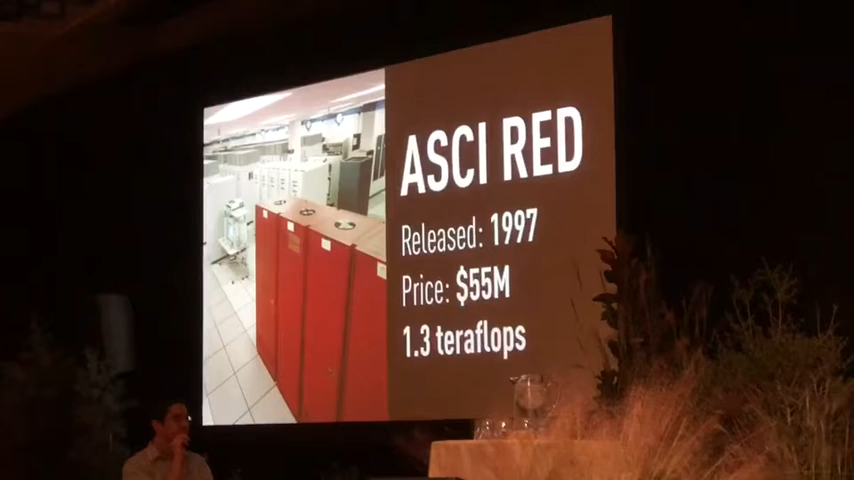 ASCI RED
Released: 1997
Price: $55M
1.3 teraflops